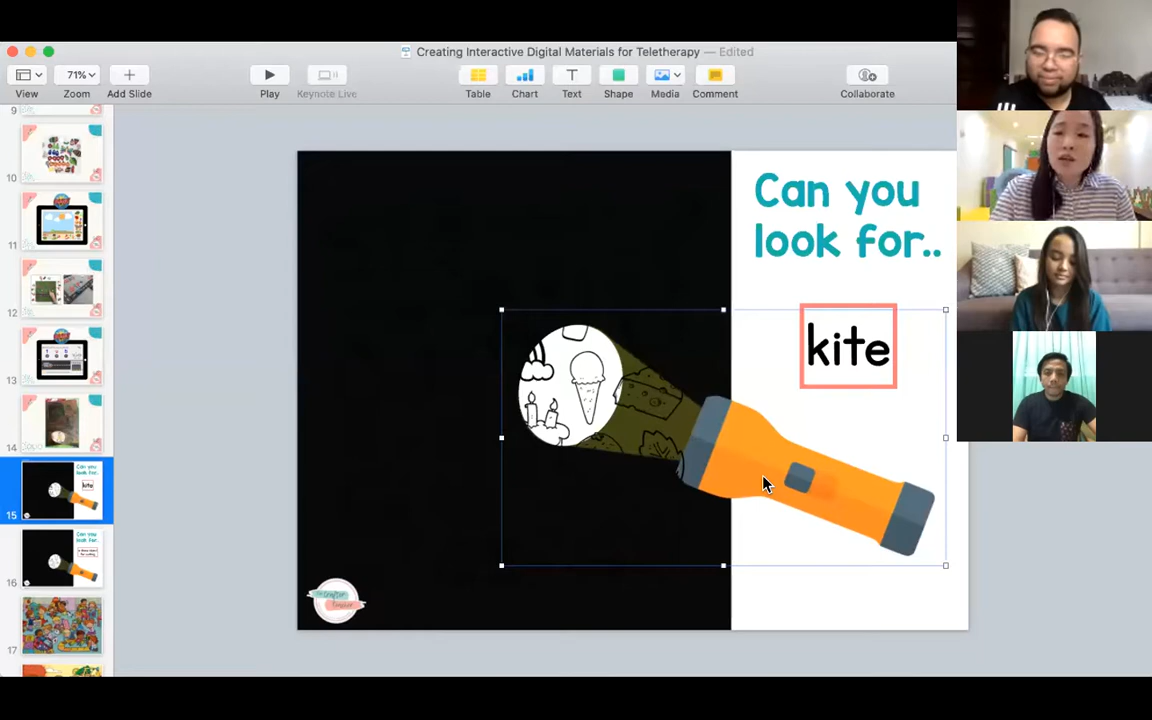 Creating Interactive Digital Materials for Teletherapy — Edited
71%
View
Zoom
Add Slide
Play
Keynote Live
Table
Chart
Text
Shape
Media
Comment
Collaborate
9
10
11
12
13
14
15
16
17
Can you
look for..
kite